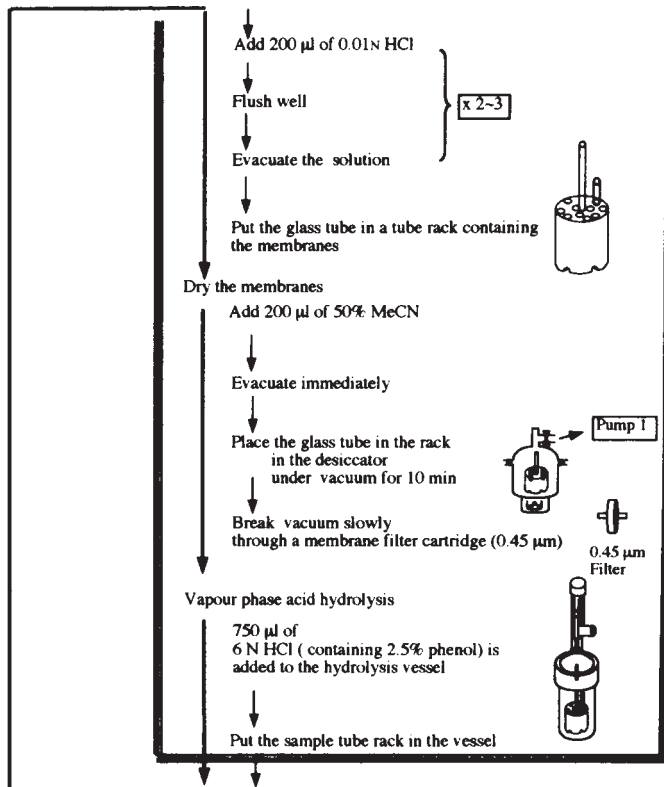 Add 200 µl of 0.01N HCl
Flush well
x 2~3
Evacuate the solution
Put the glass tube in a tube rack containing
the membranes
Dry the membranes
Add 200 µl of 50% MeCN
Evacuate immediately
Pump 1
Place the glass tube in the rack
in the desiccator
under vacuum for 10 min
Break vacuum slowly
through a membrane filter cartridge (0.45 µm)
0.45 µm
Filter
Vapour phase acid hydrolysis
750 µl of
6 N HCl ( containing 2.5% phenol) is
added to the hydrolysis vessel
Put the sample tube rack in the vessel